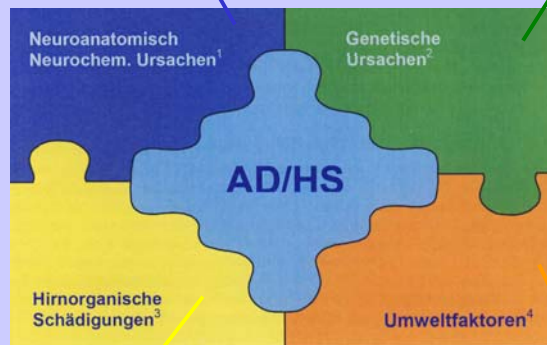 Neuroanatomisch
Neurochem. Ursachen¹
Genetische
Ursachen²
AD/HS
Hirnorganische
Schädigungen³
Umweltfaktoren⁴